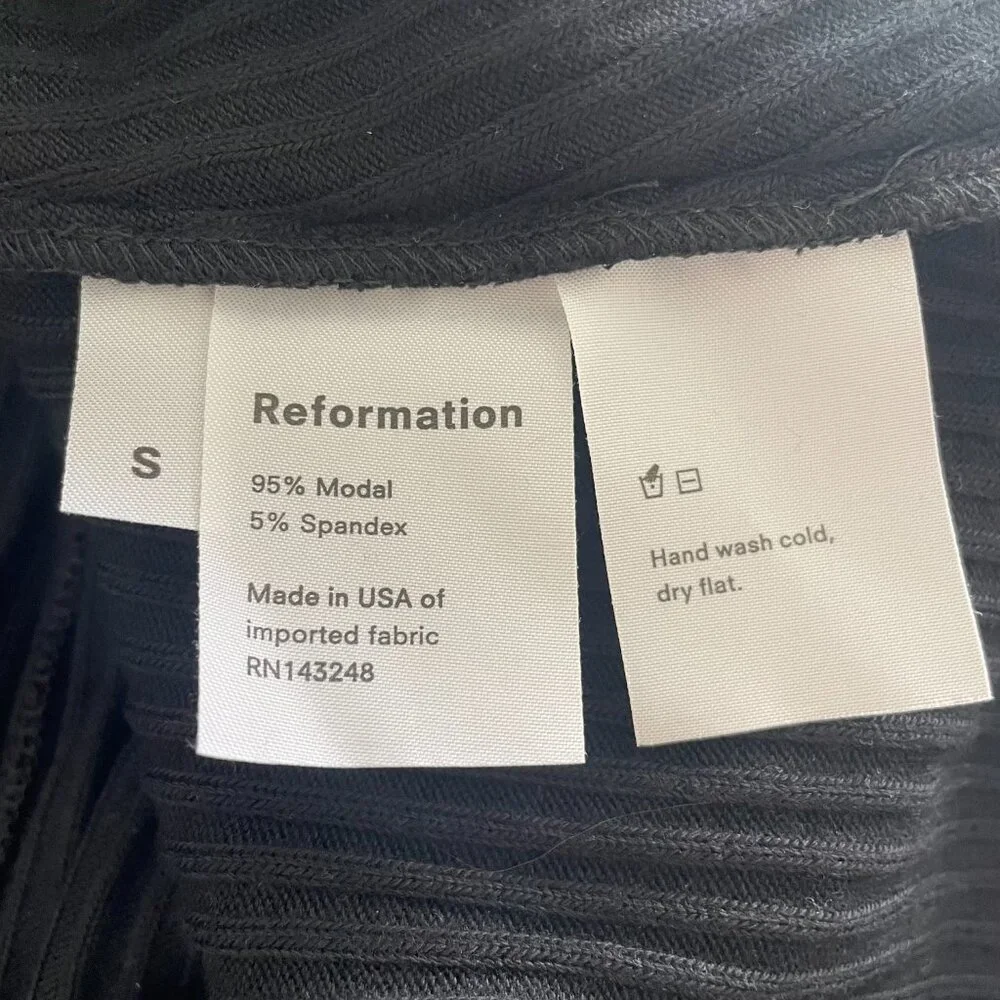 S
Reformation
95% Modal
5% Spandex
Made in USA of
imported fabric
RN143248
Hand wash cold,
dry flat.